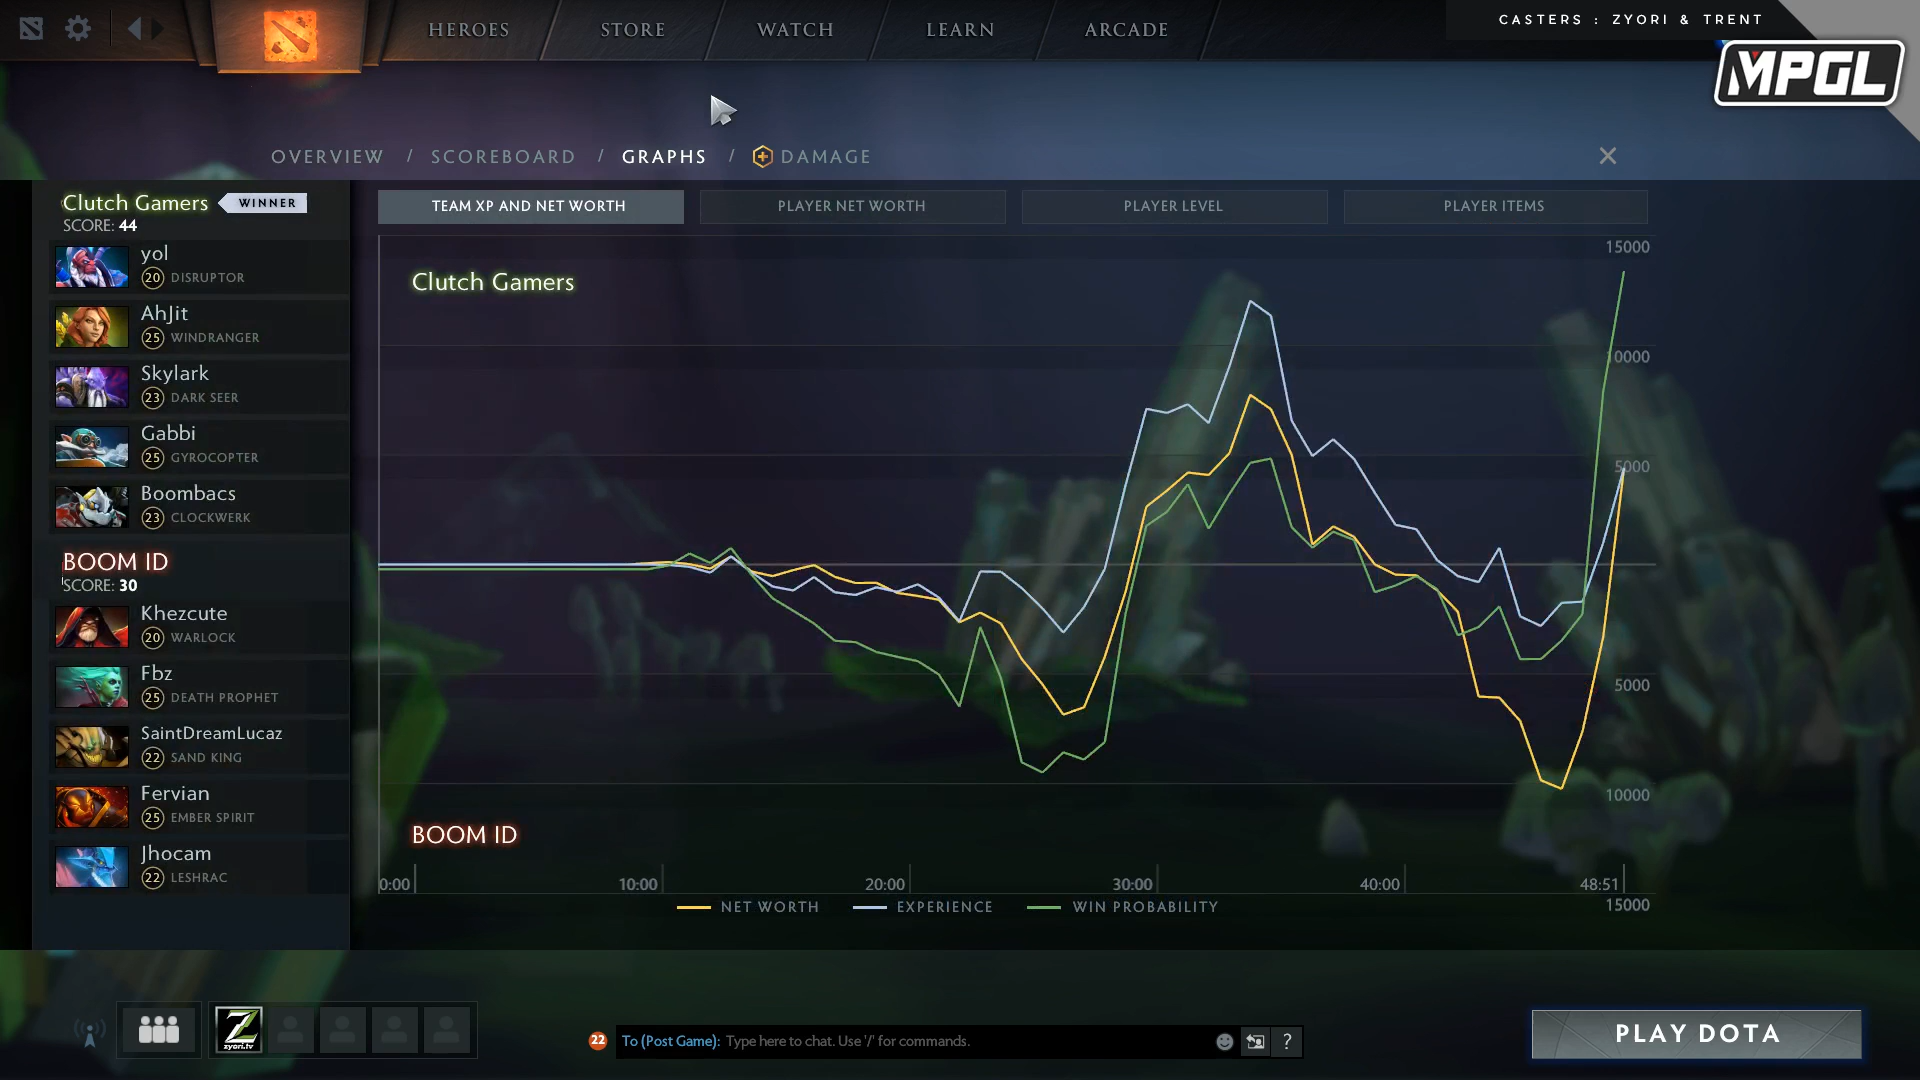 HEROES
STORE
WATCH
LEARN
ARCADE
CASTERS : ZYORI & TRENT
MPGL
OVERVIEW / SCOREBOARD / GRAPHS / DAMAGE
Clutch Gamers WINNER
SCORE: 44
yol
20 DISRUPTOR
AhJit
25 WINDRANGER
Skylark
23 DARK SEER
Gabbi
25 GYROCOPTER
Boombacs
23 CLOCKWERK
BOOM ID
SCORE: 30
Khezcute
20 WARLOCK
Fbz
25 DEATH PROPHET
SaintDreamLucaz
22 SAND KING
Fervian
25 EMBER SPIRIT
Jhocam
22 LESHRAC
TEAM XP AND NET WORTH
PLAYER NET WORTH
PLAYER LEVEL
PLAYER ITEMS
15000
Clutch Gamers
10000
5000
5000
10000
BOOM ID
0:00 10:00 20:00 30:00 40:00 48:51
15000
NET WORTH EXPERIENCE WIN PROBABILITY
Z
zyori.tv
22 To (Post Game): Type here to chat. Use '/' for commands. ?
PLAY DOTA